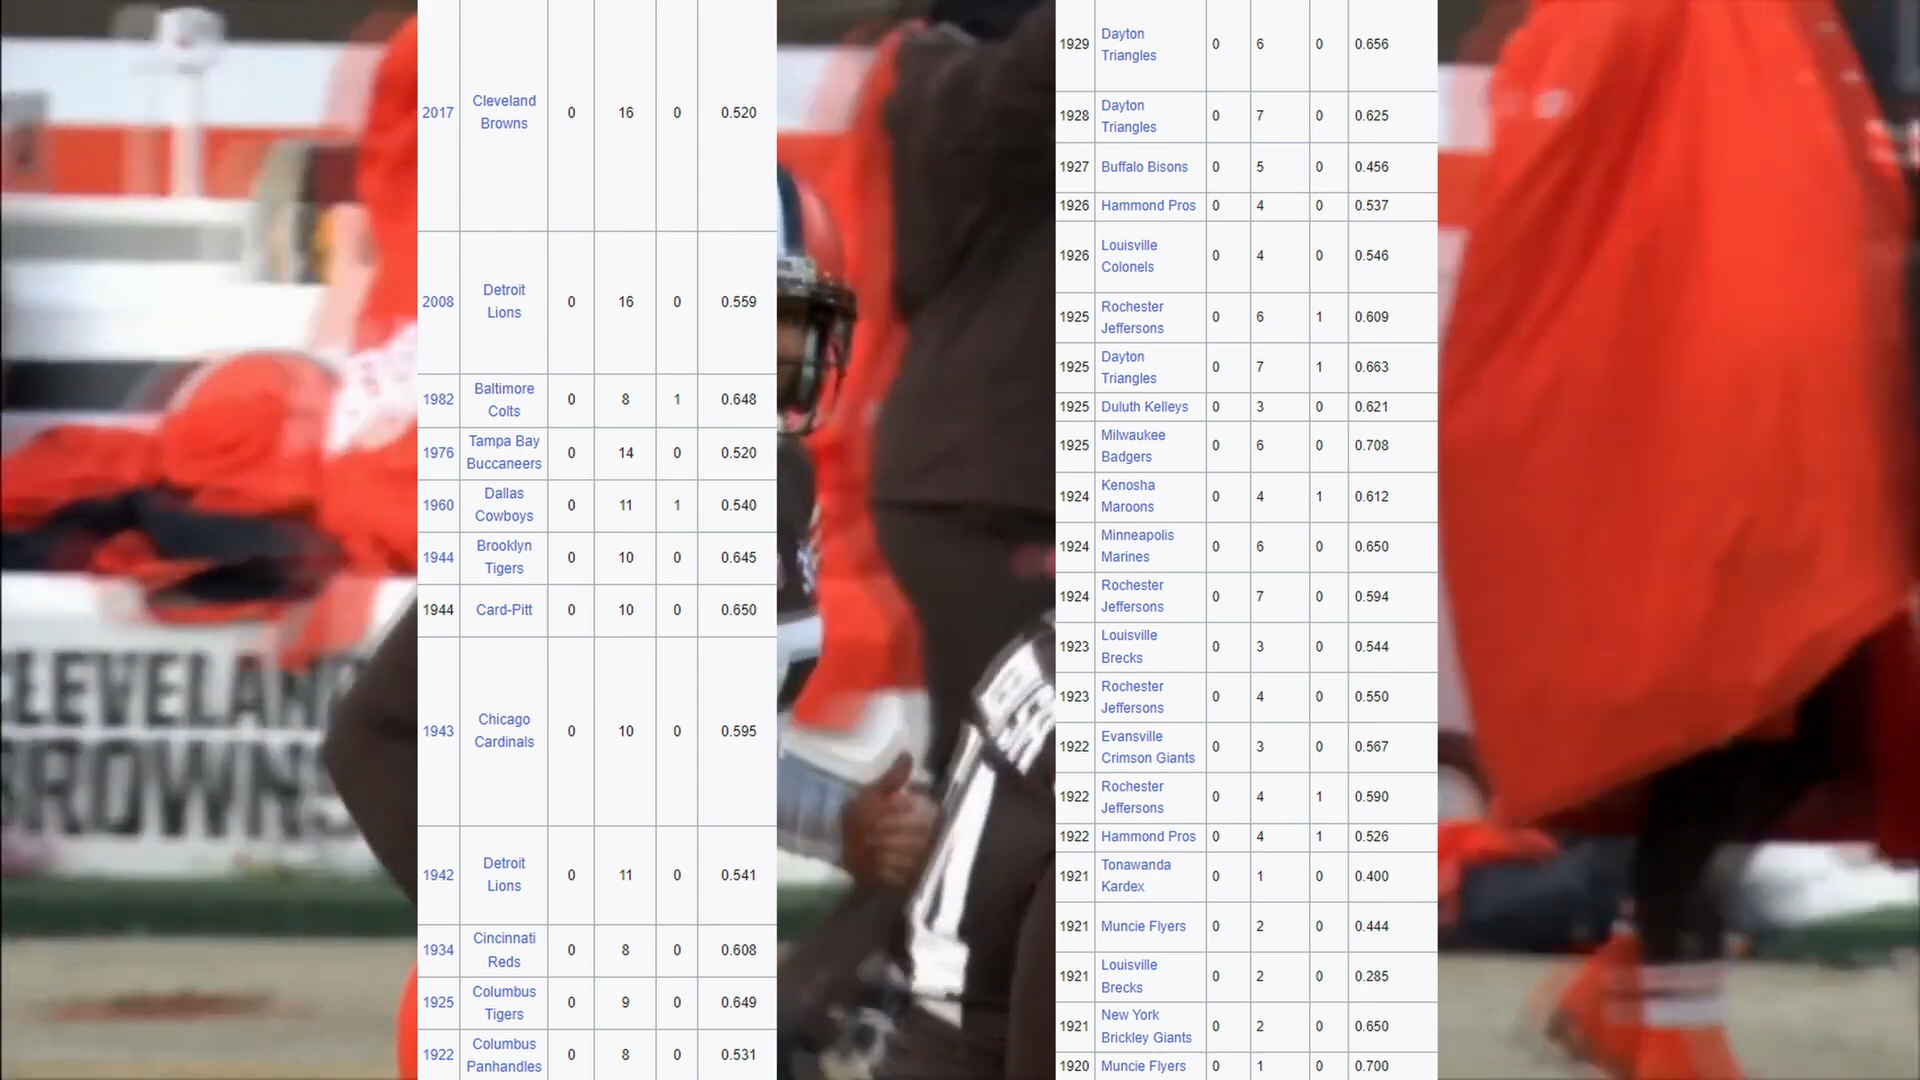 2017 Cleveland Browns 0 16 0 0.520
2008 Detroit Lions 0 16 0 0.559
1982 Baltimore Colts 0 8 1 0.648
1976 Tampa Bay Buccaneers 0 14 0 0.520
1960 Dallas Cowboys 0 11 1 0.540
1944 Brooklyn Tigers 0 10 0 0.645
1944 Card-Pitt 0 10 0 0.650
1943 Chicago Cardinals 0 10 0 0.595
1942 Detroit Lions 0 11 0 0.541
1934 Cincinnati Reds 0 8 0 0.608
1925 Columbus Tigers 0 9 0 0.649
1922 Columbus Panhandles 0 8 0 0.531
1929 Dayton Triangles 0 6 0 0.656
1928 Dayton Triangles 0 7 0 0.625
1927 Buffalo Bisons 0 5 0 0.456
1926 Hammond Pros 0 4 0 0.537
1926 Louisville Colonels 0 4 0 0.546
1925 Rochester Jeffersons 0 6 1 0.609
1925 Dayton Triangles 0 7 1 0.663
1925 Duluth Kelleys 0 3 0 0.621
1925 Milwaukee Badgers 0 6 0 0.708
1924 Kenosha Maroons 0 4 1 0.612
1924 Minneapolis Marines 0 6 0 0.650
1924 Rochester Jeffersons 0 7 0 0.594
1923 Louisville Brecks 0 3 0 0.544
1923 Rochester Jeffersons 0 4 0 0.550
1922 Evansville Crimson Giants 0 3 0 0.567
1922 Rochester Jeffersons 0 4 1 0.590
1922 Hammond Pros 0 4 1 0.526
1921 Tonawanda Kardex 0 1 0 0.400
1921 Muncie Flyers 0 2 0 0.444
1921 Louisville Brecks 0 2 0 0.285
1921 New York Brickley Giants 0 2 0 0.650
1920 Muncie Flyers 0 1 0 0.700
CLEVELAND
BROWNS